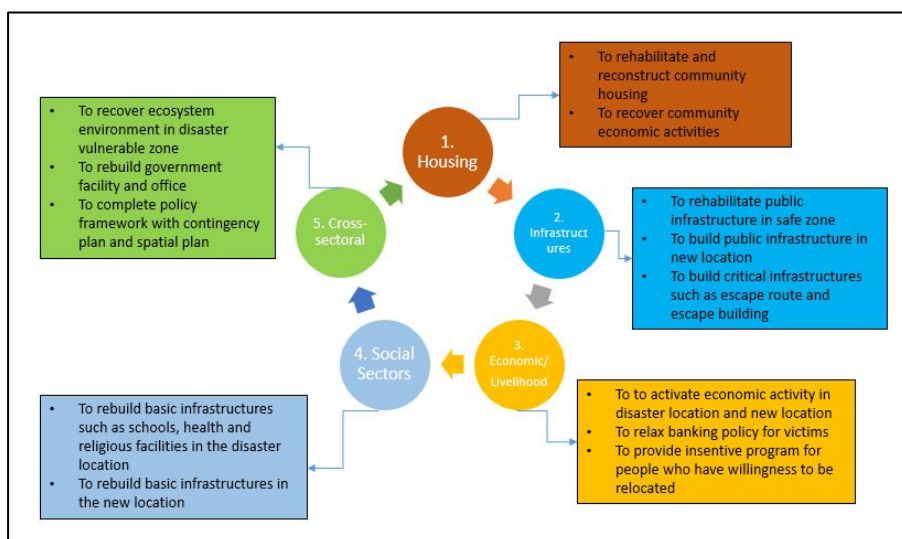 1.
Housing
• To rehabilitate and
reconstruct community
housing
• To recover community
economic activities
2.
Infrastruct
ures
• To rehabilitate public
infrastructure in safe zone
• To build public infrastructure in
new location
• To build critical infrastructures
such as escape route and
escape building
3.
Economic/
Livelihood
• To to activate economic activity in
disaster location and new location
• To relax banking policy for victims
• To provide insentive program for
people who have willingness to be
relocated
4. Social
Sectors
• To rebuild basic infrastructures
such as schools, health and
religious facilities in the disaster
location
• To rebuild basic infrastructures in
the new location
5. Cross-
sectoral
• To recover ecosystem
environment in disaster
vulnerable zone
• To rebuild government
facility and office
• To complete policy
framework with contingency
plan and spatial plan